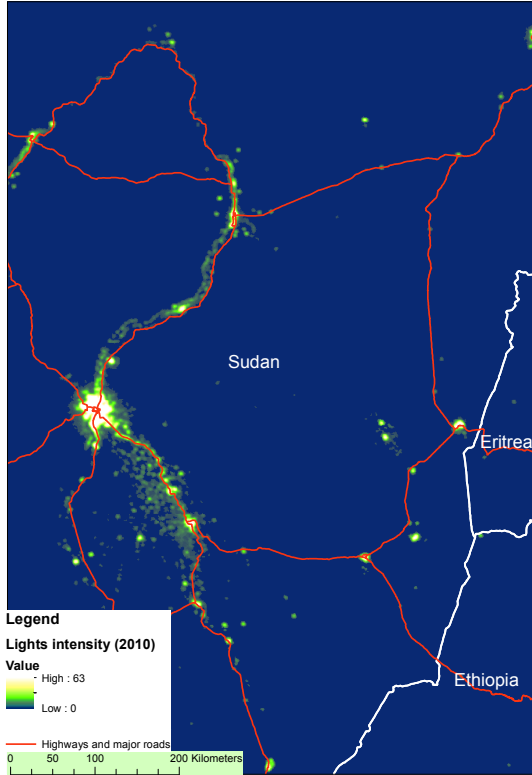 Sudan
Eritrea
Ethiopia
Legend
Lights intensity (2010)
Value
High : 63
Low : 0
Highways and major roads
0 50 100 200 Kilometers